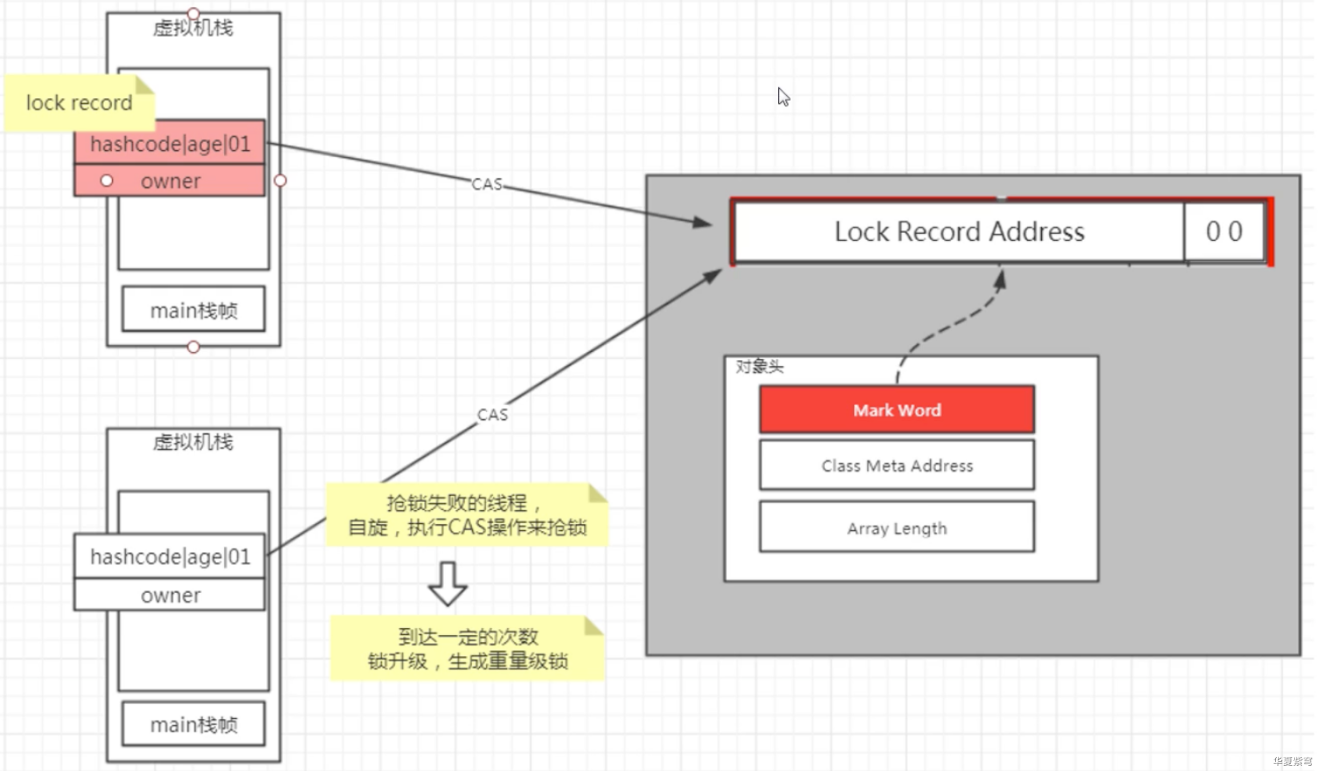 虚拟机栈
lock record
hashcode|age|01
owner
main栈帧
CAS
Lock Record Address
0 0
对象头
Mark Word
Class Meta Address
Array Length
CAS
虚拟机栈
hashcode|age|01
owner
main栈帧
抢锁失败的线程，
自旋，执行CAS操作来抢锁
到达一定的次数
锁升级，生成重量级锁
华夏紫穹